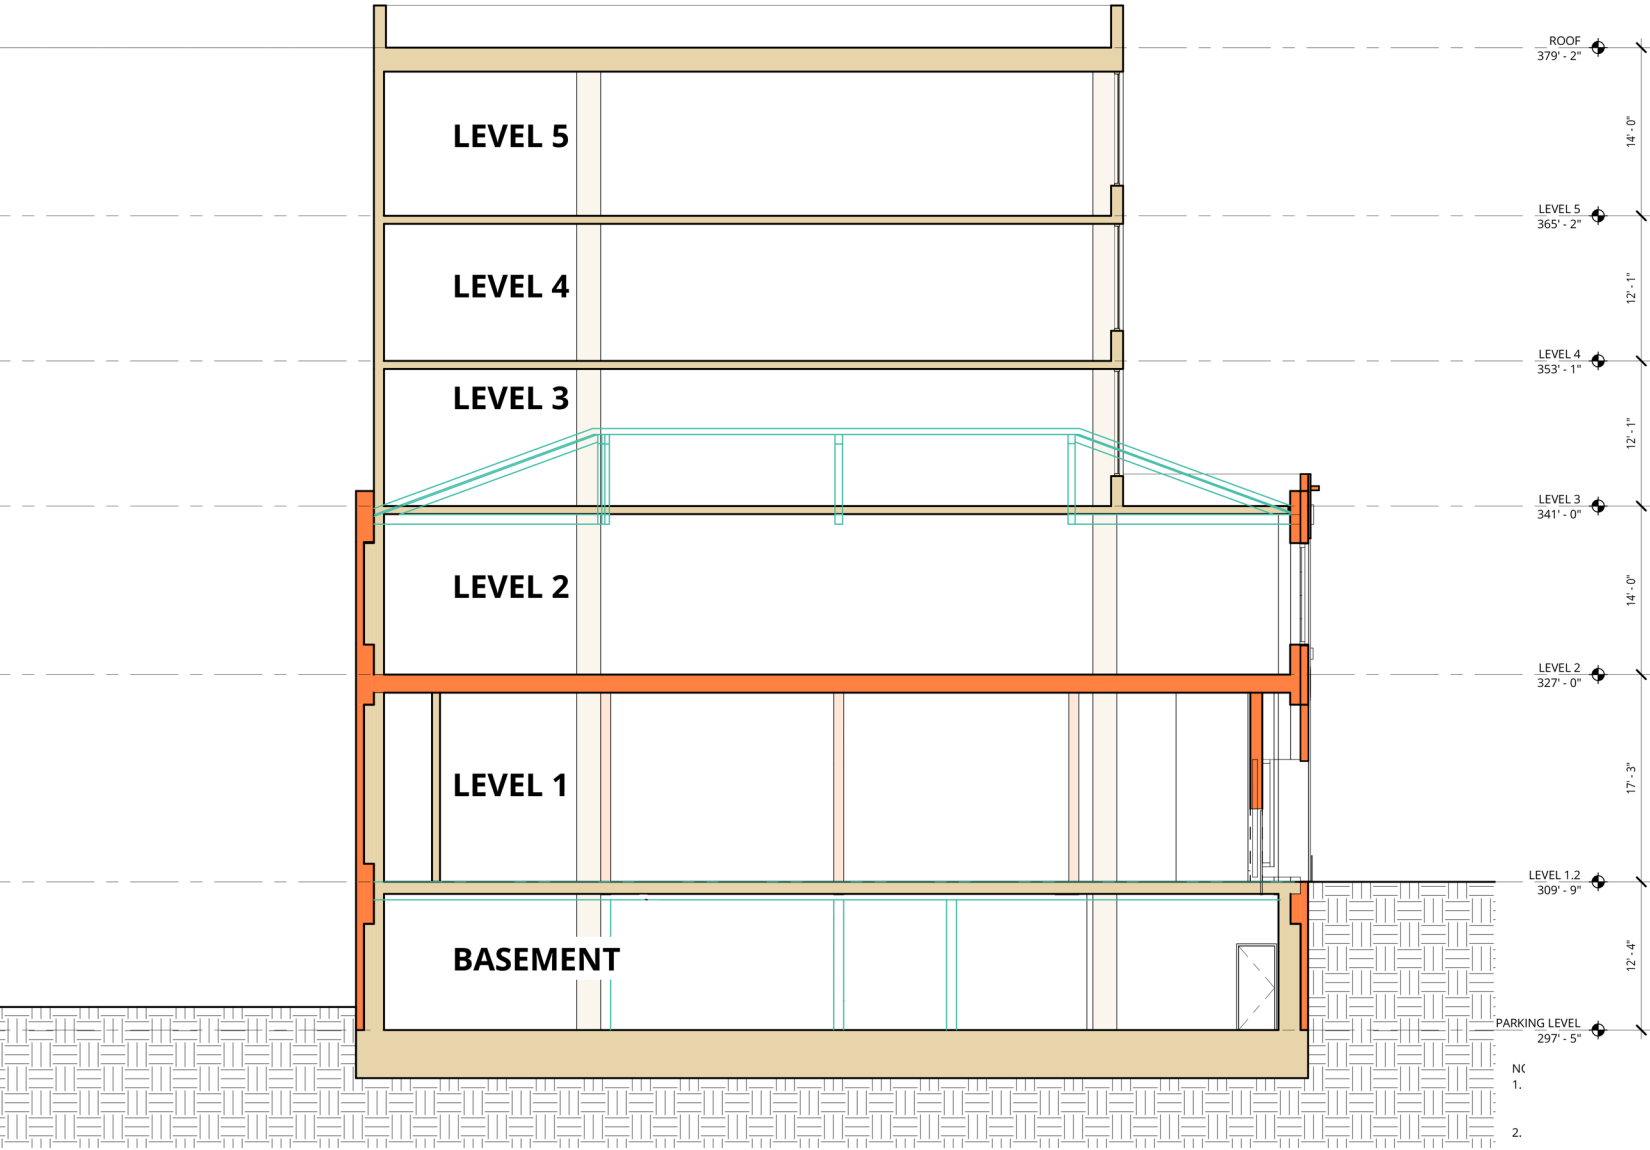 ROOF
379' - 2"
14' - 0"
LEVEL 5
LEVEL 5
365' - 2"
12' - 1"
LEVEL 4
LEVEL 4
353' - 1"
LEVEL 3
12' - 1"
LEVEL 3
341' - 0"
LEVEL 2
14' - 0"
LEVEL 2
327' - 0"
LEVEL 1
17' - 3"
LEVEL 1.2
309' - 9"
BASEMENT
12' - 4"
PARKING LEVEL
297' - 5"
1.
2.